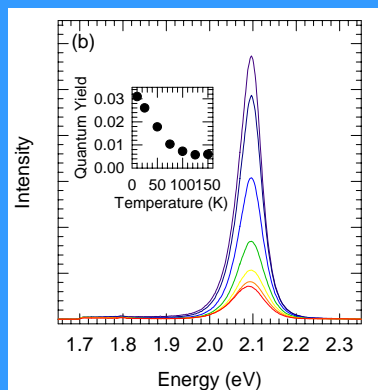 (b)
Intensity
Quantum Yield
0.03
0.02
0.01
0.00
0 50 100 150
Temperature (K)
1.7 1.8 1.9 2.0 2.1 2.2 2.3
Energy (eV)